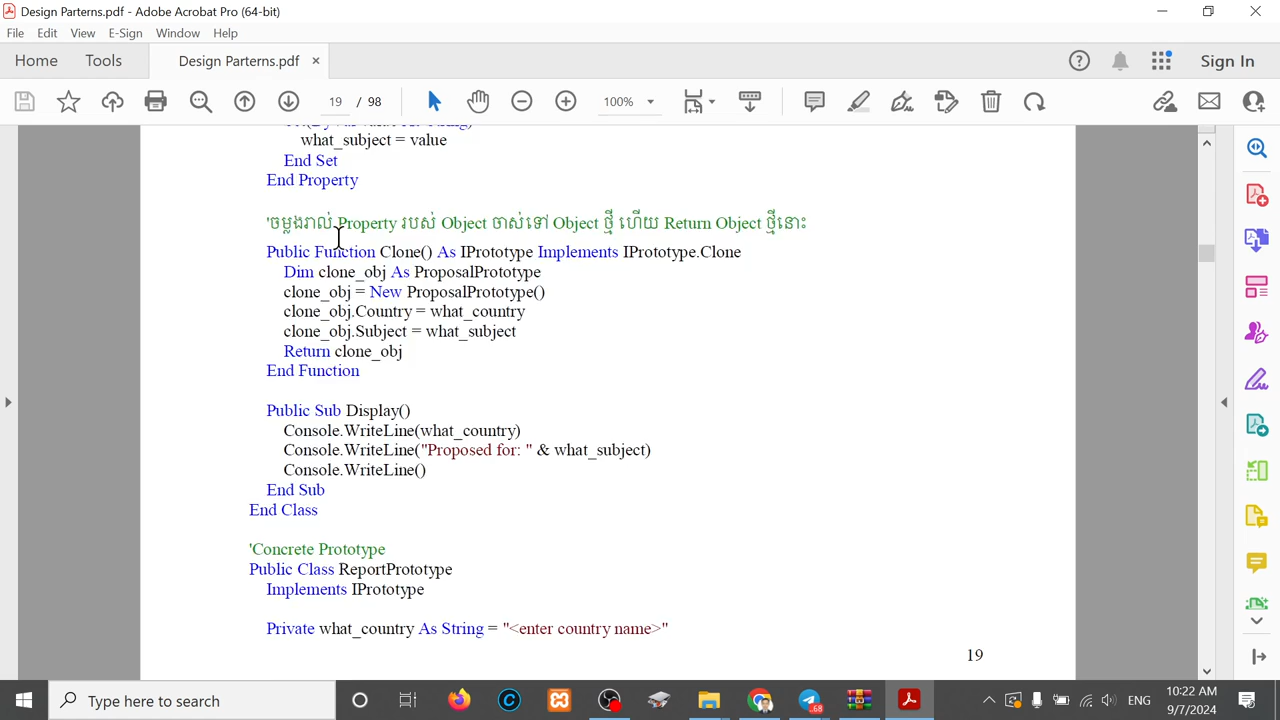 Design Parterns.pdf - Adobe Acrobat Pro (64-bit)
File Edit View E-Sign Window Help
Home Tools Design Parterns.pdf × Sign In
19 / 98 100%
what_subject = value
End Set
End Property
'ចម្លងរាល់ Property របស់ Object ចាស់ទៅ Object ថ្មី ហើយ Return Object ថ្មីនោះ
Public Function Clone() As IPrototype Implements IPrototype.Clone
Dim clone_obj As ProposalPrototype
clone_obj = New ProposalPrototype()
clone_obj.Country = what_country
clone_obj.Subject = what_subject
Return clone_obj
End Function
Public Sub Display()
Console.WriteLine(what_country)
Console.WriteLine("Proposed for: " & what_subject)
Console.WriteLine()
End Sub
End Class
'Concrete Prototype
Public Class ReportPrototype
Implements IPrototype
Private what_country As String = "<enter country name>"
19
Type here to search
68
ENG
10:22 AM
9/7/2024